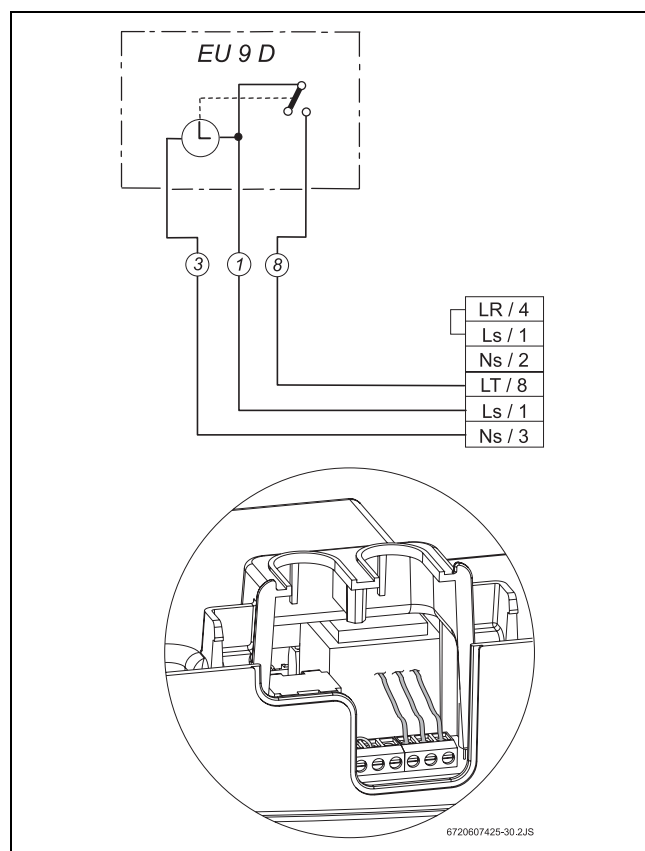 EU 9 D
3 1 8
LR / 4
Ls / 1
Ns / 2
LT / 8
Ls / 1
Ns / 3
6720607425-30.2JS